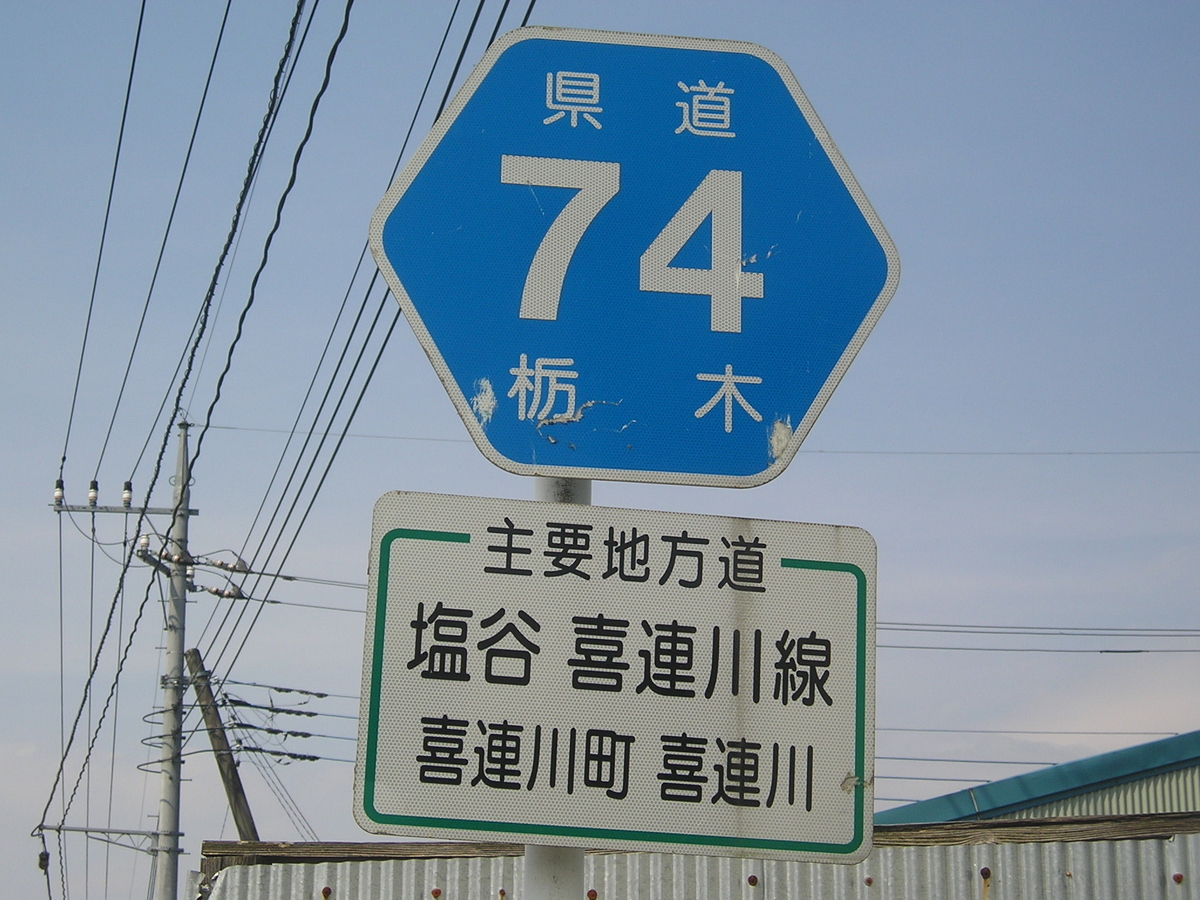 県道
74
栃木
主要地方道
塩谷 喜連川線
喜連川町 喜連川